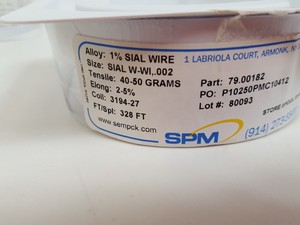 1 LABRIOLA COURT, ARMONK,
Alloy: 1% SIAL WIRE
Size: SIAL W-WI,.002
Tensile: 40-50 GRAMS
Elong: 2-5%
Coil: 3194-27
FT/Spl: 328 FT
www.sempck.com
Part: 79.00182
PO: P10250PMC10412
Lot #: 80093
STORE
SPM
(914)